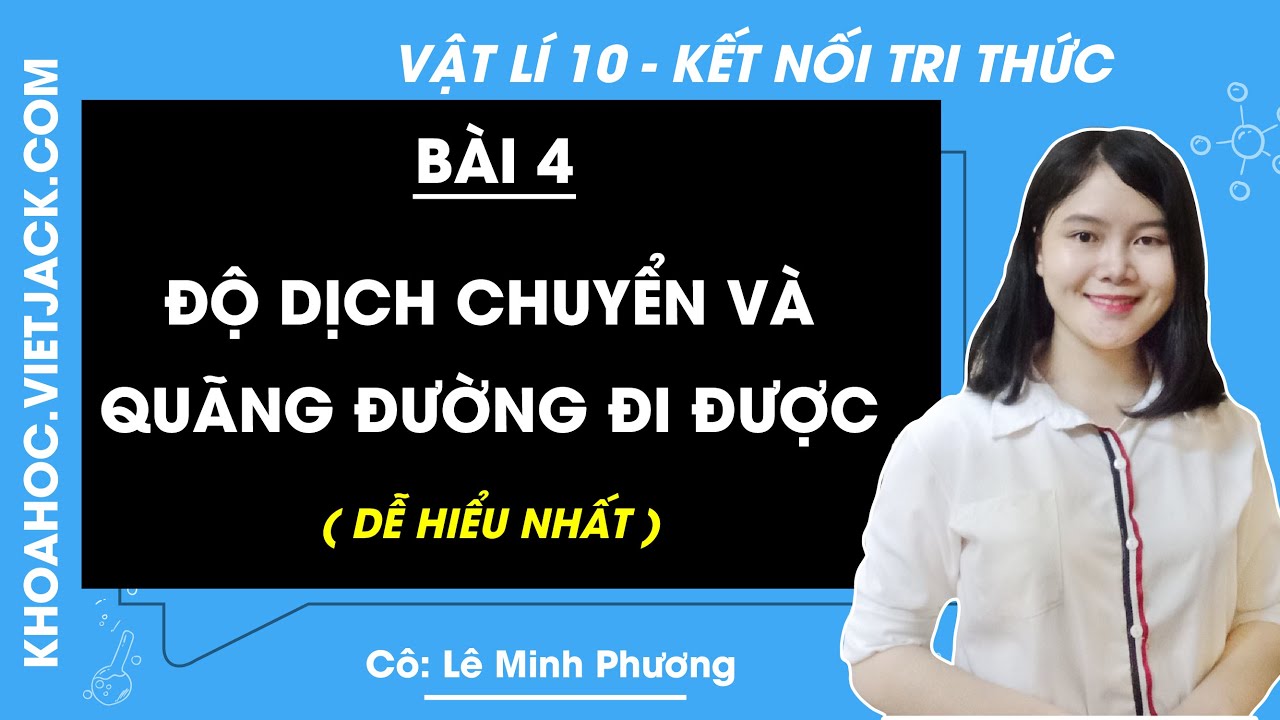 VẬT LÍ 10 - KẾT NỐI TRI THỨC
BÀI 4
ĐỘ DỊCH CHUYỂN VÀ
QUÃNG ĐƯỜNG ĐI ĐƯỢC
( DỄ HIỂU NHẤT )
Cô: Lê Minh Phương
KHOAHOC.VIETJACK.COM